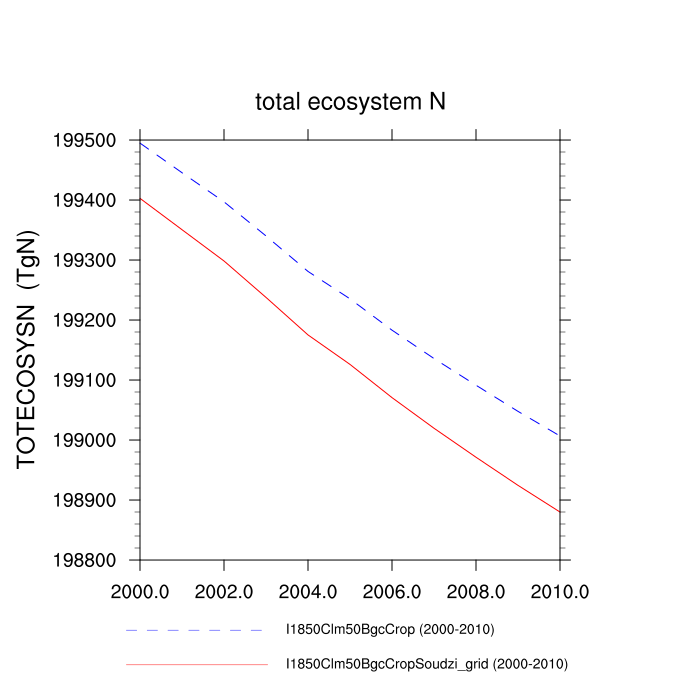 total ecosystem N
TOTECOSYSN (TgN)
199500
199400
199300
199200
199100
199000
198900
198800
2000.0 2002.0 2004.0 2006.0 2008.0 2010.0
I1850Clm50BgcCrop (2000-2010)
I1850Clm50BgcCropSoudzi_grid (2000-2010)